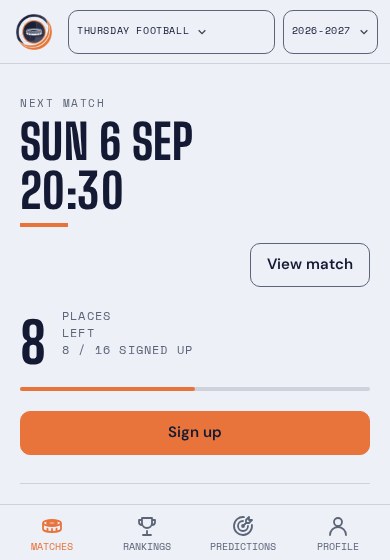 THURSDAY FOOTBALL
2026-2027
NEXT MATCH
SUN 6 SEP
20:30
View match
8
PLACES
LEFT
8 / 16 SIGNED UP
Sign up
MATCHES
RANKINGS
PREDICTIONS
PROFILE